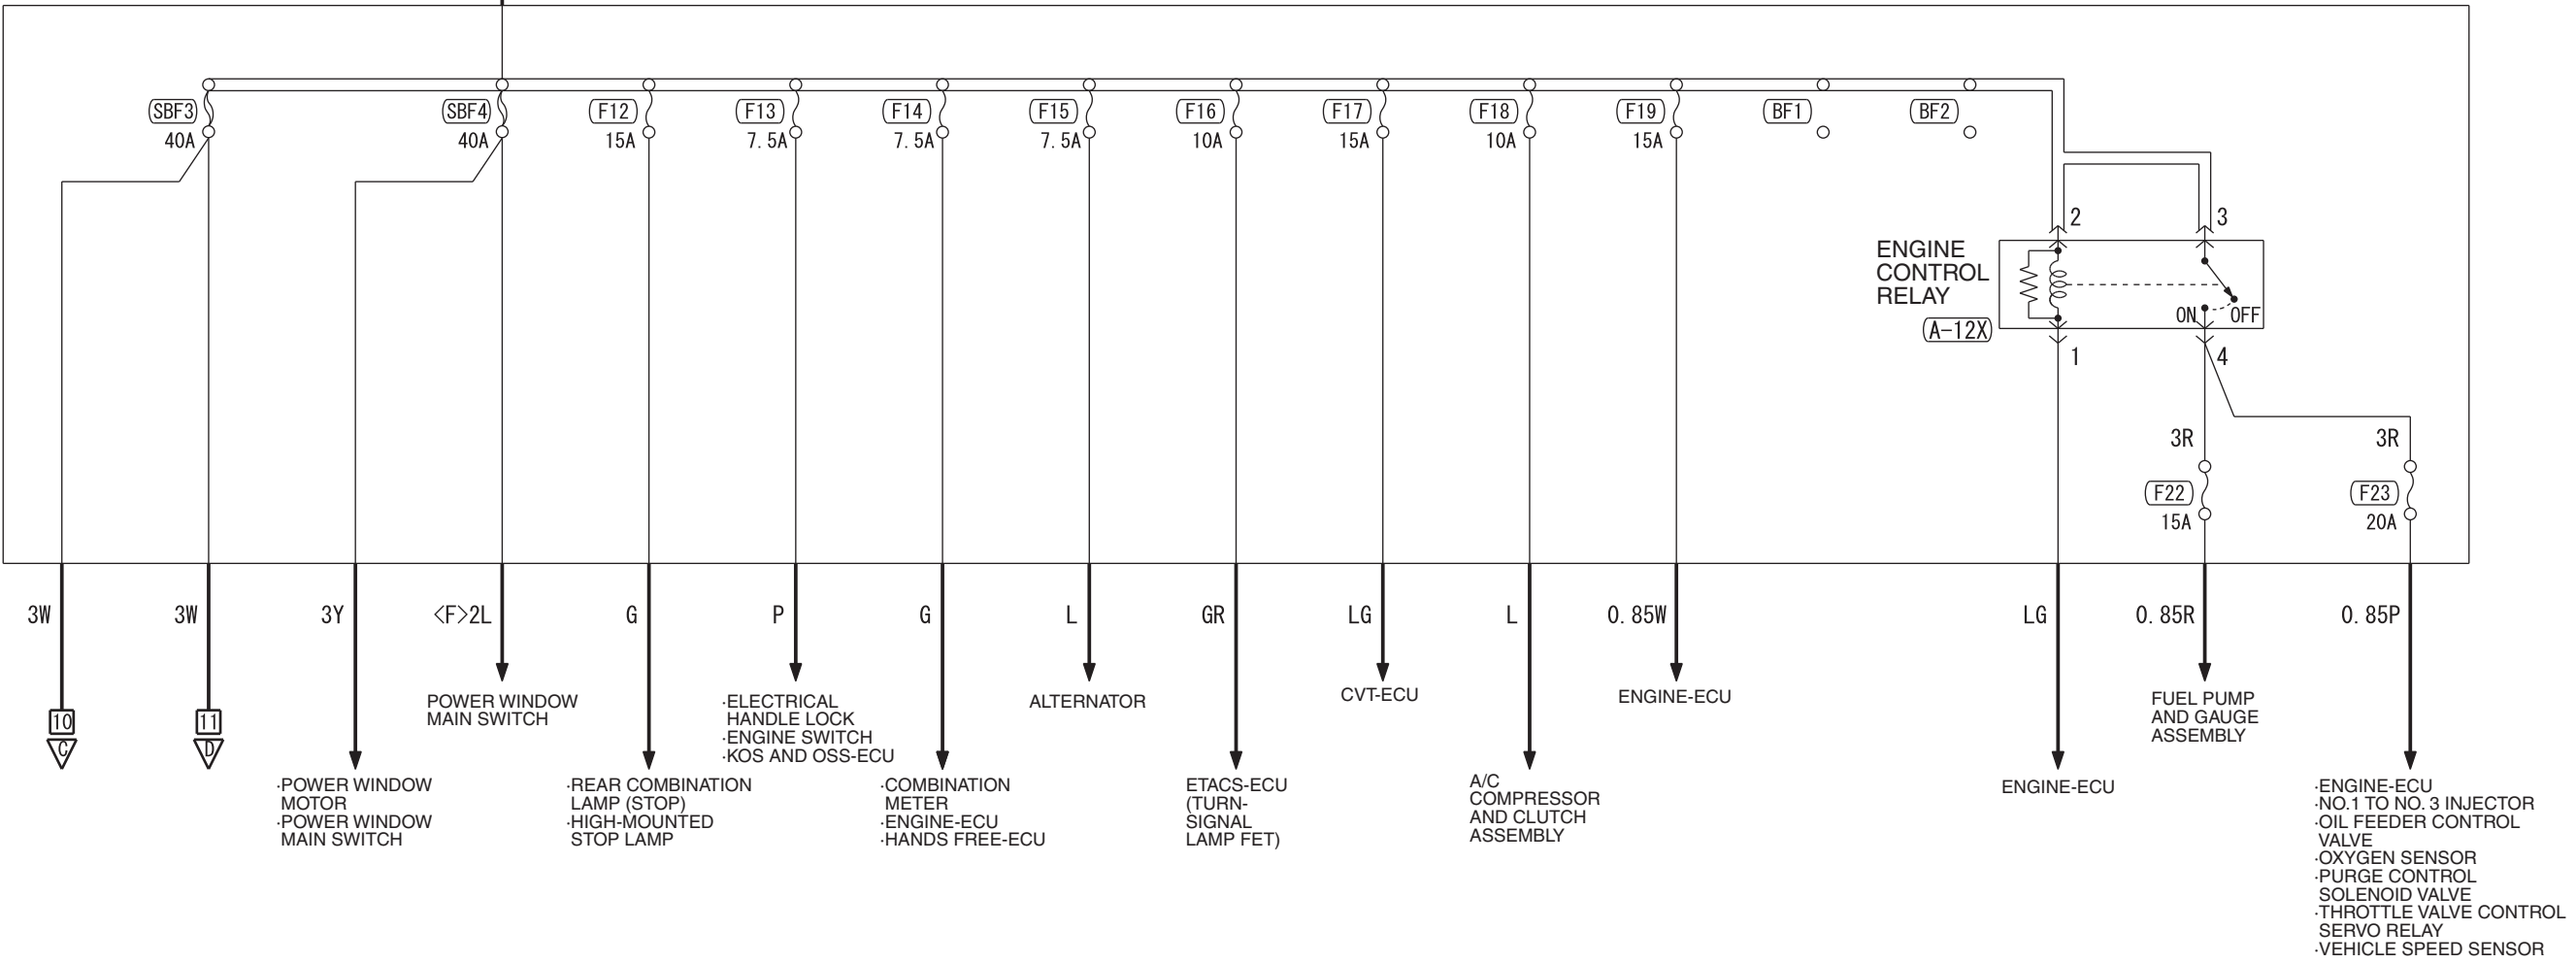 SBF3
40A
SBF4
40A
F12
15A
F13
7.5A
F14
7.5A
F15
7.5A
F16
10A
F17
15A
F18
10A
F19
15A
BF1
BF2
2
3
ENGINE
CONTROL
RELAY
A-12X
ON
OFF
1
4
3R
3R
F22
15A
F23
20A
3W
3W
3Y
<F>2L
G
P
G
L
GR
LG
L
0.85W
LG
0.85R
0.85P
10
C
11
D
·POWER WINDOW
MOTOR
·POWER WINDOW
MAIN SWITCH
POWER WINDOW
MAIN SWITCH
·REAR COMBINATION
LAMP (STOP)
·HIGH-MOUNTED
STOP LAMP
·ELECTRICAL
HANDLE LOCK
·ENGINE SWITCH
·KOS AND OSS-ECU
·COMBINATION
METER
·ENGINE-ECU
·HANDS FREE-ECU
ALTERNATOR
ETACS-ECU
(TURN-
SIGNAL
LAMP FET)
CVT-ECU
A/C
COMPRESSOR
AND CLUTCH
ASSEMBLY
ENGINE-ECU
ENGINE-ECU
FUEL PUMP
AND GAUGE
ASSEMBLY
·ENGINE-ECU
·NO.1 TO NO. 3 INJECTOR
·OIL FEEDER CONTROL
VALVE
·OXYGEN SENSOR
·PURGE CONTROL
SOLENOID VALVE
·THROTTLE VALVE CONTROL
SERVO RELAY
·VEHICLE SPEED SENSOR